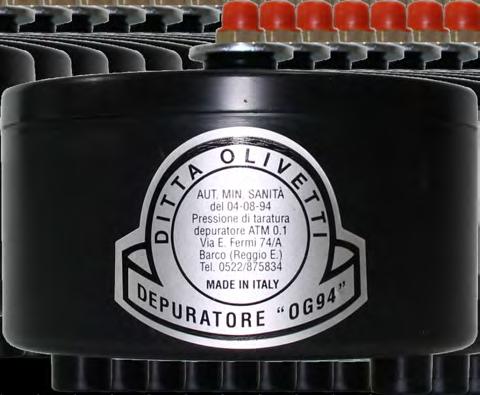 DITTA OLIVETTI
AUT. MIN. SANITÀ
del 04-08-94
Pressione di taratura
depuratore ATM 0.1
Via E. Fermi 74/A
Barco (Reggio E.)
Tel. 0522/875834
MADE IN ITALY
DEPURATORE "OG94"